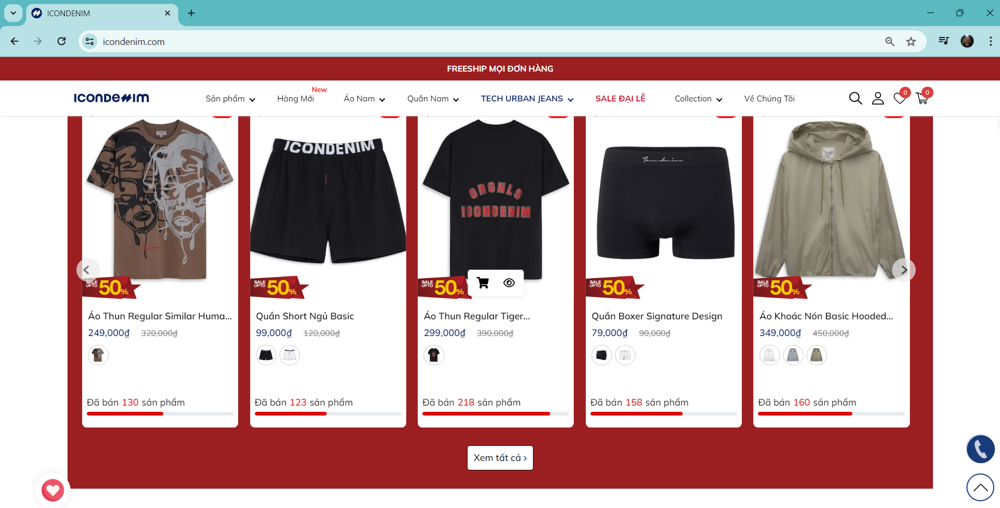 ICONDENIM
icondenim.com
FREESHIP MỌI ĐƠN HÀNG
ICONDENIM
Sản phẩm
Hàng Mới
New
Áo Nam
Quần Nam
TECH URBAN JEANS
SALE ĐẠI LỄ
Collection
Về Chúng Tôi
0
0
ICONDENIM
ORGNLS
ICONDENIM
Icondenim
SALE UPTO 50%
SALE UPTO 50%
SALE UPTO 50%
SALE UPTO 50%
SALE UPTO 50%
Áo Thun Regular Similar Huma...
249,000₫ 320,000₫
Đã bán 130 sản phẩm
Quần Short Ngủ Basic
99,000₫ 120,000₫
Đã bán 123 sản phẩm
Áo Thun Regular Tiger...
299,000₫ 390,000₫
Đã bán 218 sản phẩm
Quần Boxer Signature Design
79,000₫ 90,000₫
Đã bán 158 sản phẩm
Áo Khoác Nón Basic Hooded...
349,000₫ 450,000₫
Đã bán 160 sản phẩm
Xem tất cả ›